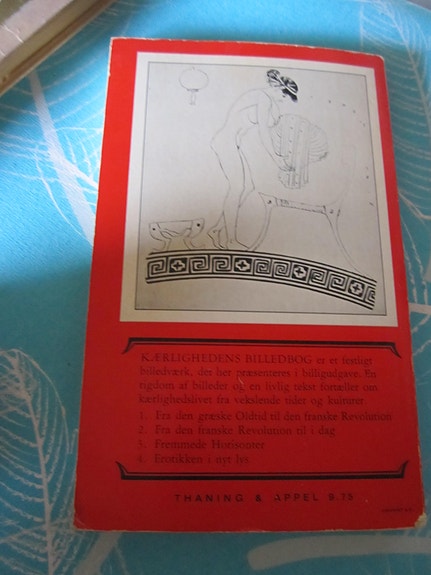 KÆRLIGHEDENS BILLEDBOG er et festligt
billedværk, der her præsenteres i billigudgave. En
rigdom af billeder og en livlig tekst fortæller om
kærlighedslivet fra vekslende tider og kulturer.
1. Fra den græske Oldtid til den franske Revolution
2. Fra den franske Revolution til i dag
3. Fremmede Horisonter
4. Erotikken i nyt lys
THANING & APPEL 9.75